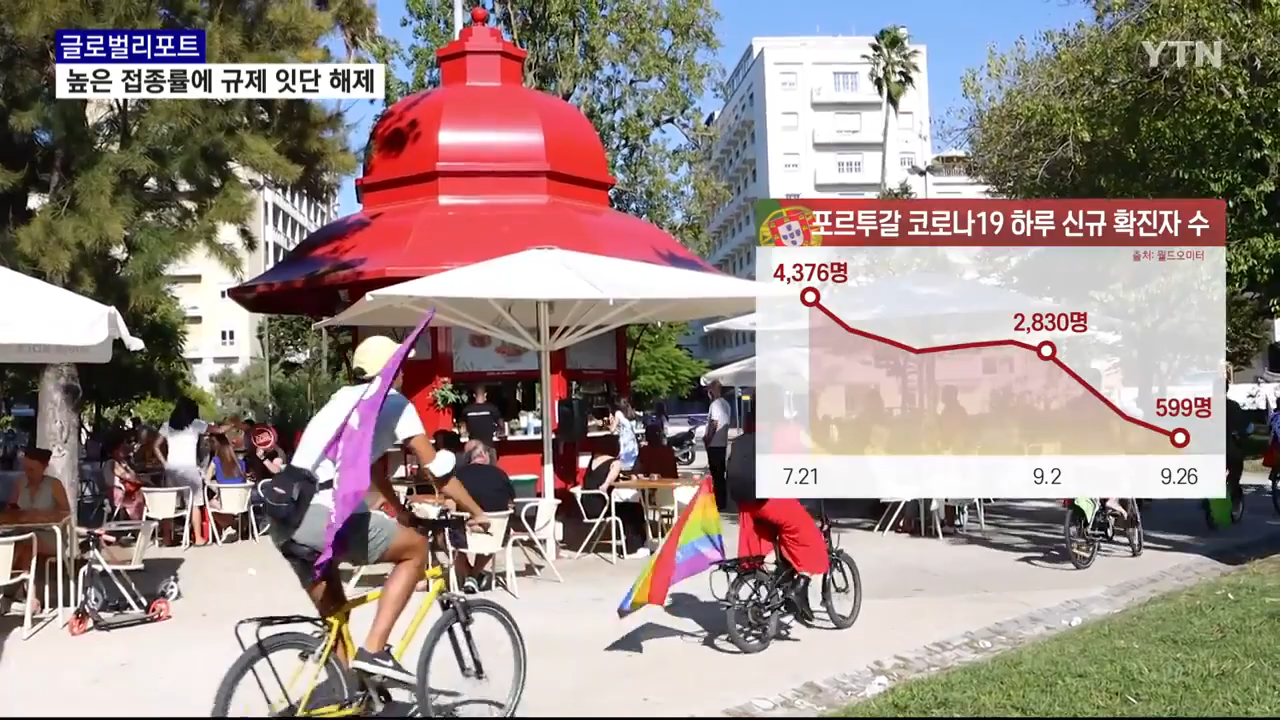 글로벌리포트
높은 접종률에 규제 잇단 해제
YTN
포르투갈 코로나19 하루 신규 확진자 수
출처: 월드오미터
4,376명
2,830명
599명
7.21
9.2
9.26